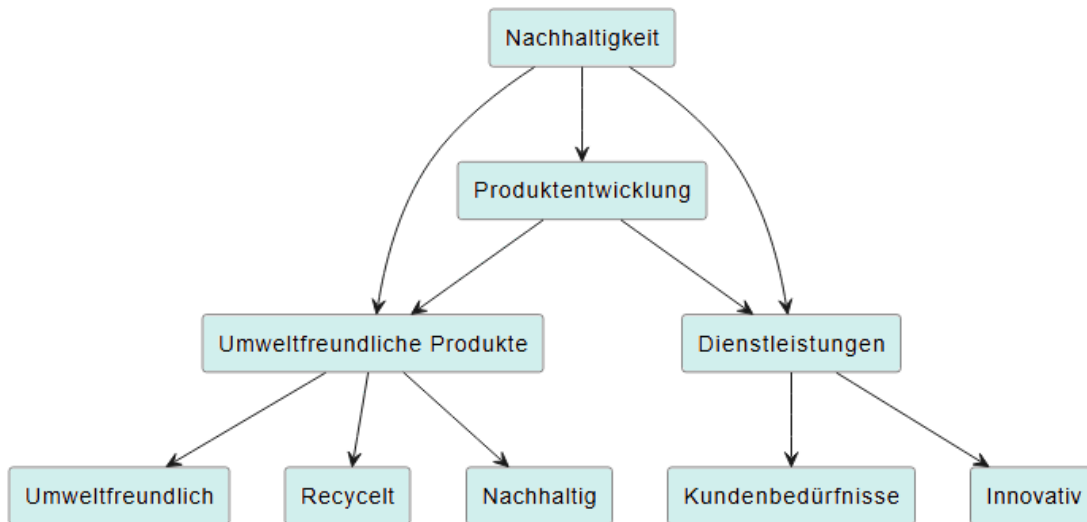 Nachhaltigkeit
Produktentwicklung
Umweltfreundliche Produkte
Dienstleistungen
Umweltfreundlich
Recycelt
Nachhaltig
Kundenbedürfnisse
Innovativ